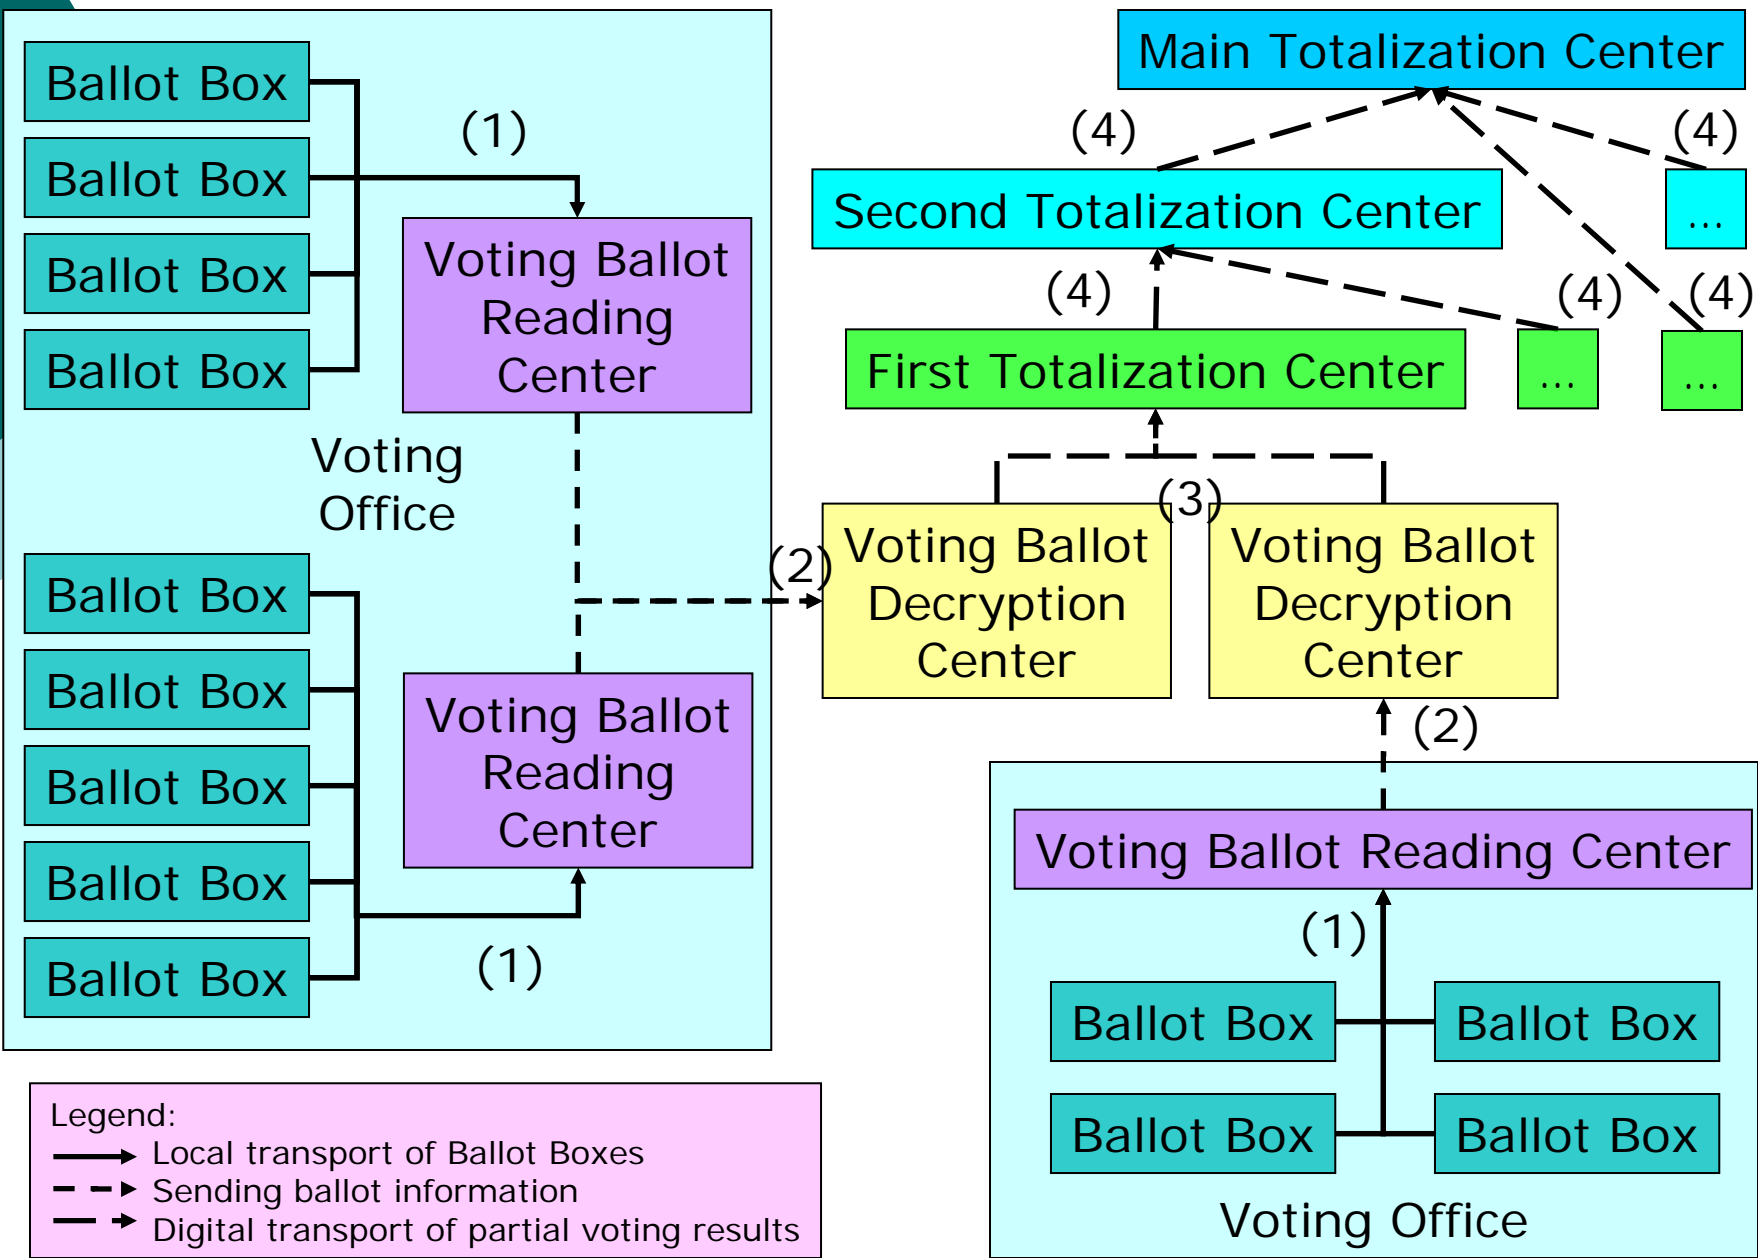 Ballot Box
Ballot Box
Ballot Box
Ballot Box
(1)
Voting Ballot
Reading
Center
Voting
Office
Ballot Box
Ballot Box
Ballot Box
Ballot Box
Ballot Box
Voting Ballot
Reading
Center
(1)
(2)
Main Totalization Center
(4)
(4)
Second Totalization Center
...
(4)
(4)
(4)
First Totalization Center
...
...
(3)
Voting Ballot
Decryption
Center
Voting Ballot
Decryption
Center
(2)
Voting Ballot Reading Center
(1)
Ballot Box
Ballot Box
Ballot Box
Ballot Box
Voting Office
Legend:
Local transport of Ballot Boxes
Sending ballot information
Digital transport of partial voting results